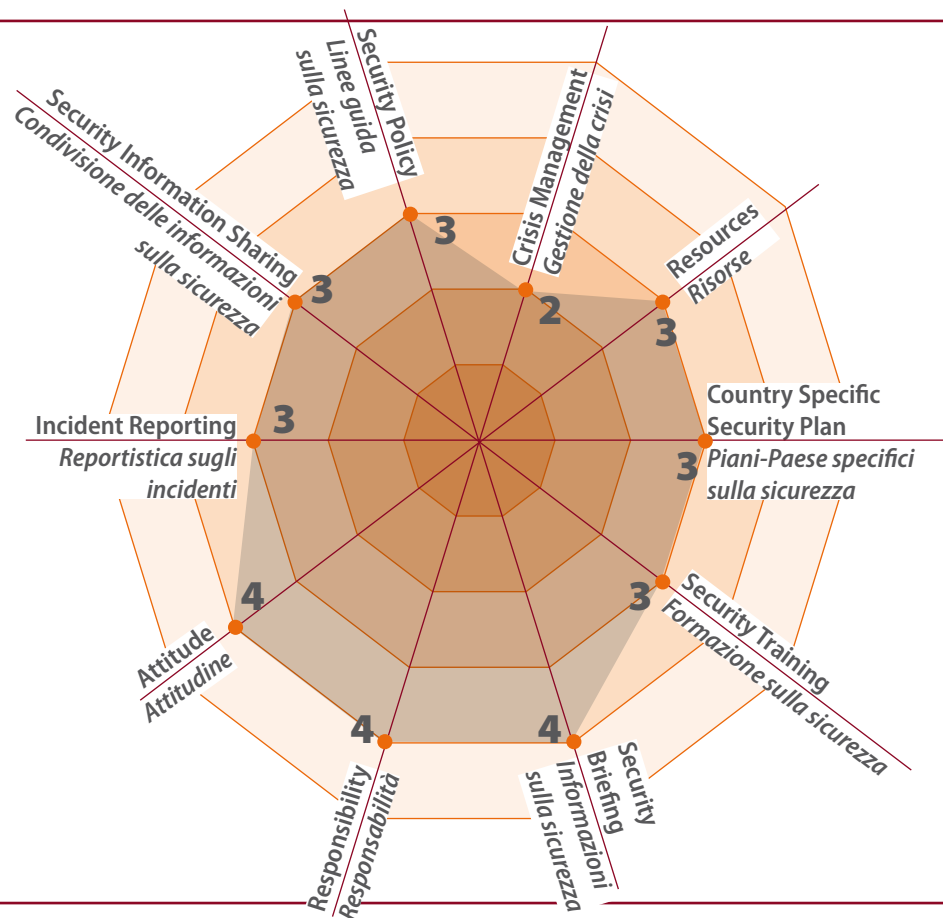 Security Policy
Linee guida
sulla sicurezza
3
Crisis Management
Gestione della crisi
2
Resources
Risorse
3
Country Specific
Security Plan
Piani-Paese specifici
sulla sicurezza
3
Security Training
Formazione sulla sicurezza
3
Security
Briefing
Informazioni
sulla sicurezza
4
Responsibility
Responsabilità
4
Attitude
Attitudine
4
Incident Reporting
Reportistica sugli
incidenti
3
Security Information Sharing
Condivisione delle informazioni
sulla sicurezza
3